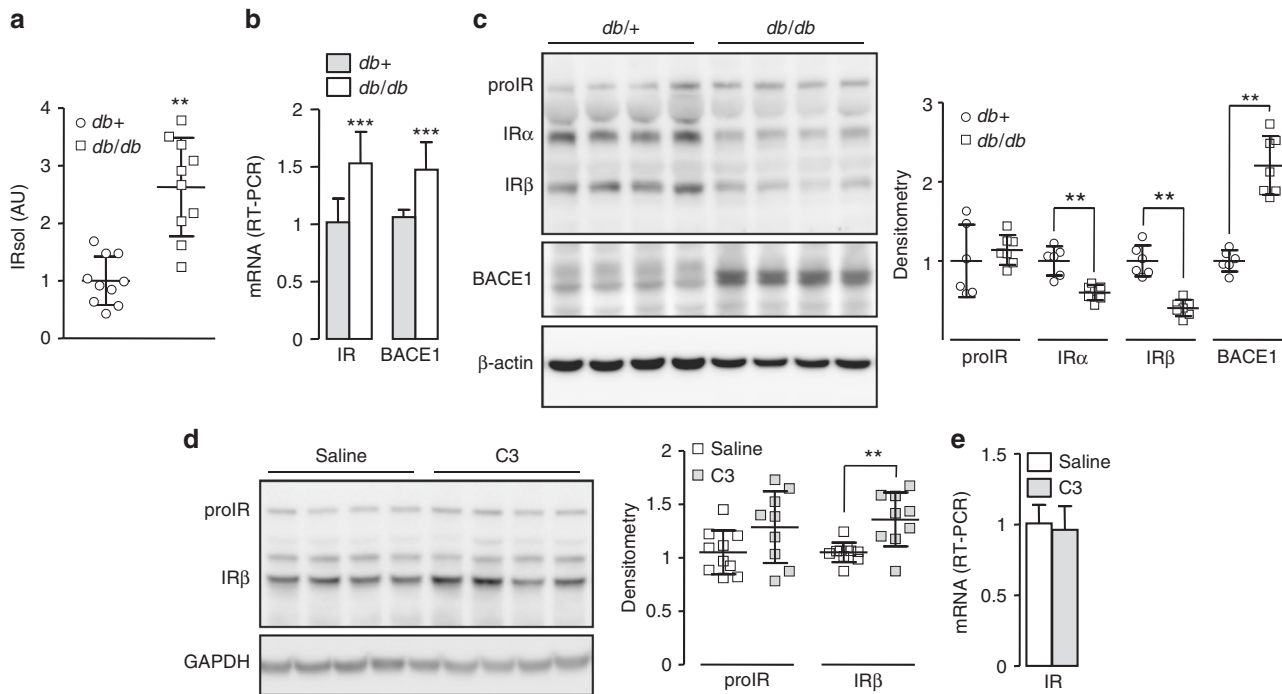 a
IRsol (AU)
4
3
2
1
0
db+
db/db
**
b
mRNA (RT-PCR)
2
1.5
1
0.5
0
db+
db/db
***
***
IR
BACE1
c
db/+
db/db
proIR
IRα
IRβ
BACE1
β-actin
Densitometry
3
2
1
0
db+
db/db
**
**
**
proIR
IRα
IRβ
BACE1
d
Saline
C3
proIR
IRβ
GAPDH
Densitometry
2
1.5
1
0.5
0
Saline
C3
**
proIR
IRβ
e
mRNA (RT-PCR)
1.5
1
0.5
0
Saline
C3
IR